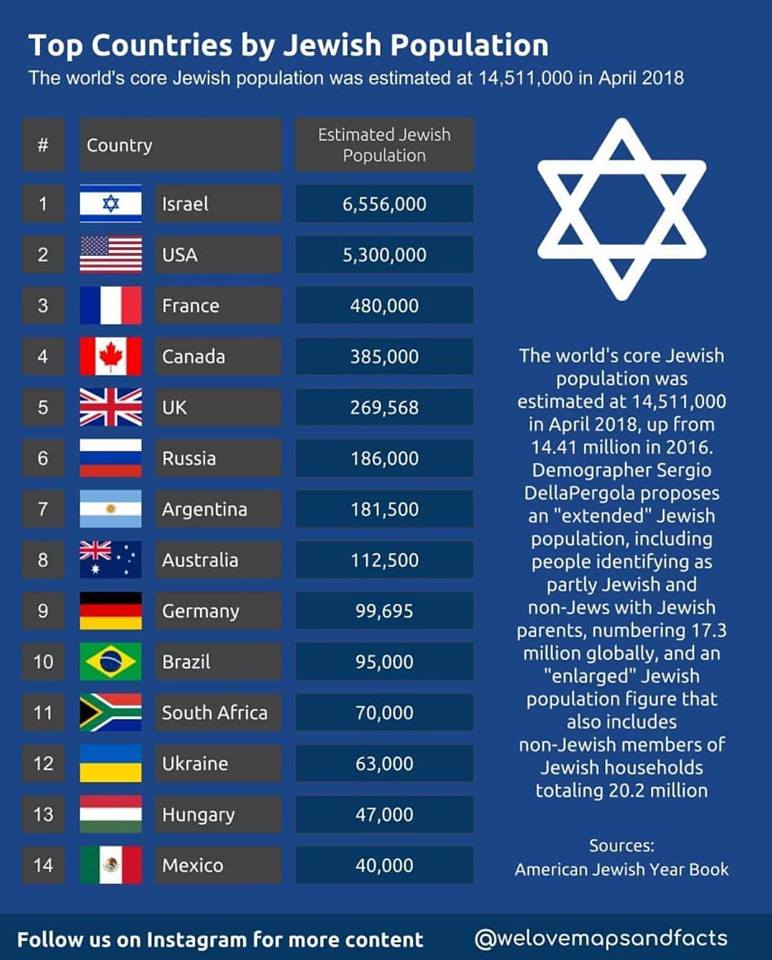 Top Countries by Jewish Population
The world's core Jewish population was estimated at 14,511,000 in April 2018
# Country Estimated Jewish
Population
1 Israel 6,556,000
2 USA 5,300,000
3 France 480,000
4 Canada 385,000
5 UK 269,568
6 Russia 186,000
7 Argentina 181,500
8 Australia 112,500
9 Germany 99,695
10 Brazil 95,000
11 South Africa 70,000
12 Ukraine 63,000
13 Hungary 47,000
14 Mexico 40,000
The world's core Jewish
population was
estimated at 14,511,000
in April 2018, up from
14.41 million in 2016.
Demographer Sergio
DellaPergola proposes
an "extended" Jewish
population, including
people identifying as
partly Jewish and
non-Jews with Jewish
parents, numbering 17.3
million globally, and an
"enlarged" Jewish
population figure that
also includes
non-Jewish members of
Jewish households
totaling 20.2 million
Sources:
American Jewish Year Book
Follow us on Instagram for more content @welovemapsandfacts